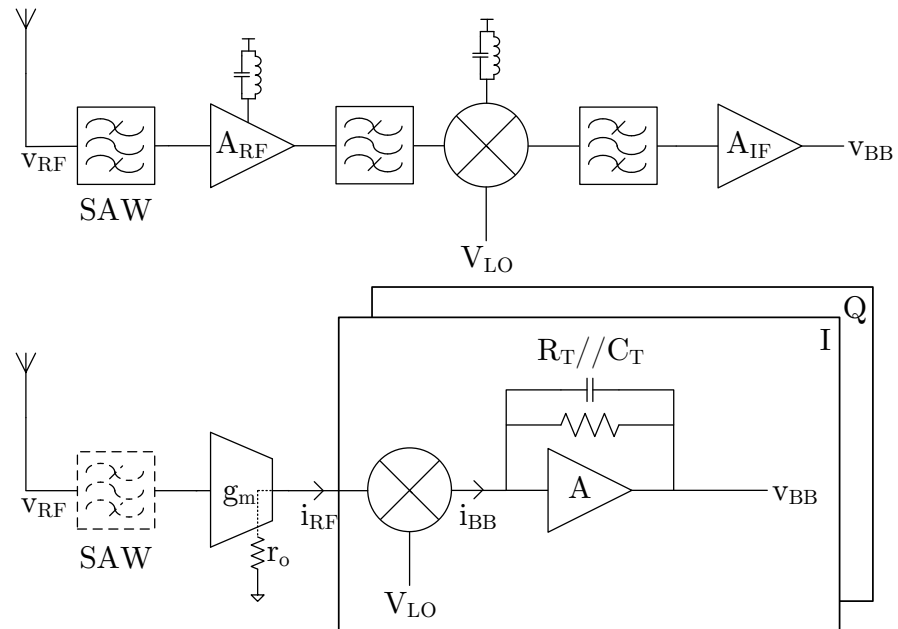 v_RF
SAW
A_RF
V_LO
A_IF
v_BB
Q
I
R_T//C_T
v_RF
SAW
g_m
r_o
i_RF
V_LO
i_BB
A
v_BB